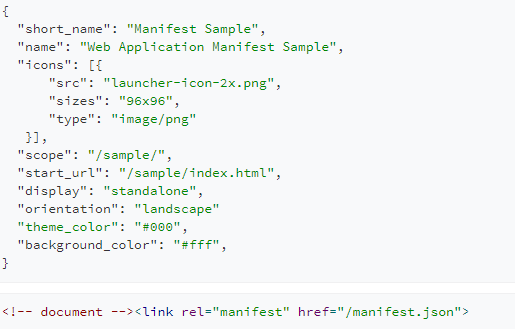 {
  "short_name": "Manifest Sample",
  "name": "Web Application Manifest Sample",
  "icons": [{
      "src": "launcher-icon-2x.png",
      "sizes": "96x96",
      "type": "image/png"
   }],
  "scope": "/sample/",
  "start_url": "/sample/index.html",
  "display": "standalone",
  "orientation": "landscape"
  "theme_color": "#000",
  "background_color": "#fff",
}
<!-- document --><link rel="manifest" href="/manifest.json">